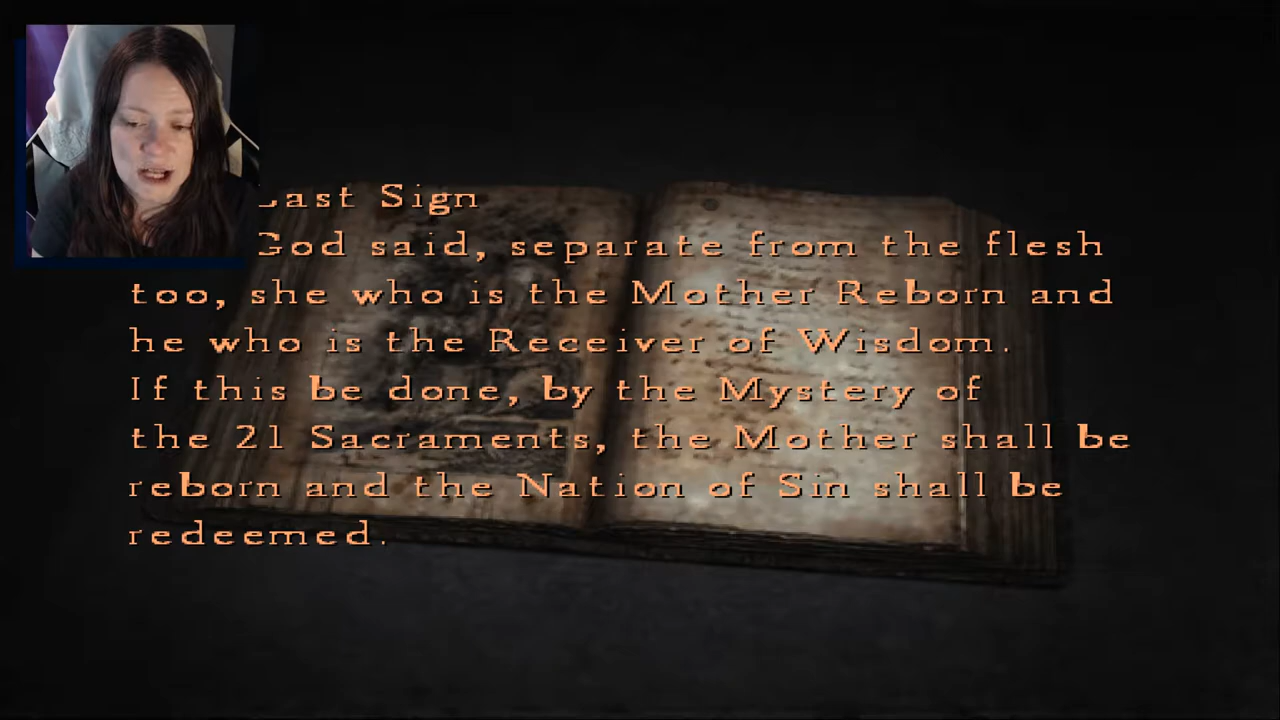 Last Sign
God said, separate from the flesh
too, she who is the Mother Reborn and
he who is the Receiver of Wisdom.
If this be done, by the Mystery of
the 21 Sacraments, the Mother shall be
reborn and the Nation of Sin shall be
redeemed.